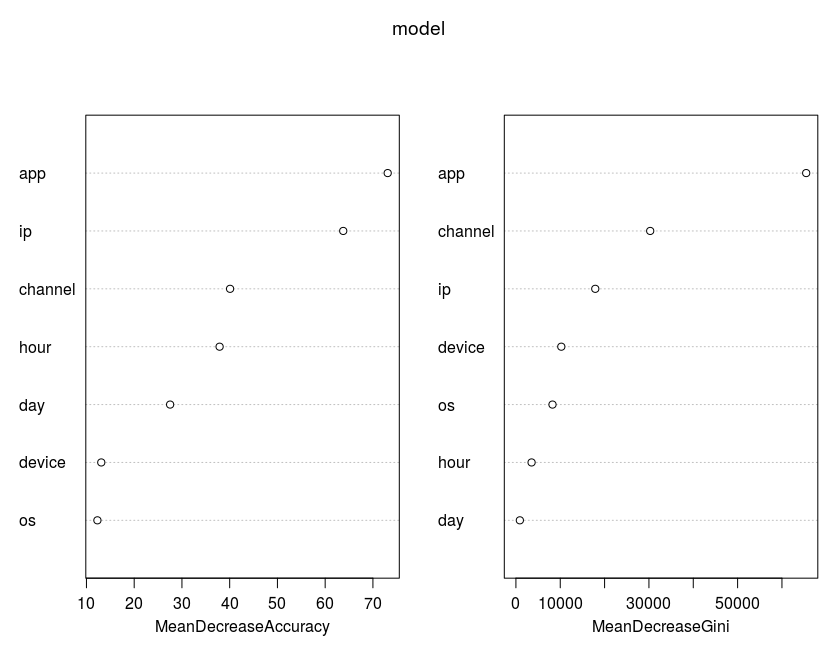 model
app
ip
channel
hour
day
device
os
10 20 30 40 50 60 70
MeanDecreaseAccuracy
app
channel
ip
device
os
hour
day
0 10000 30000 50000
MeanDecreaseGini